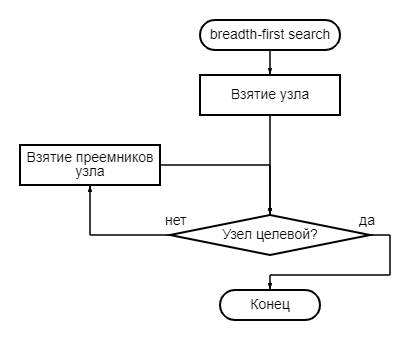 breadth-first search
Взятие узла
Взятие преемников
узла
нет
да
Узел целевой?
Конец